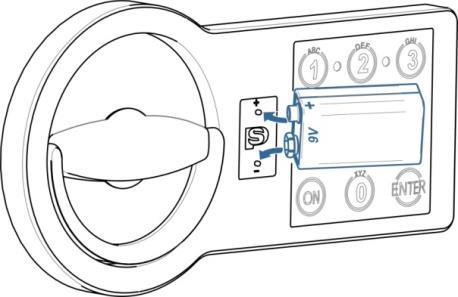 ABC DEF GHI
1 2 3
+
+
9V
S
-
XYZ
ON 0 ENTER